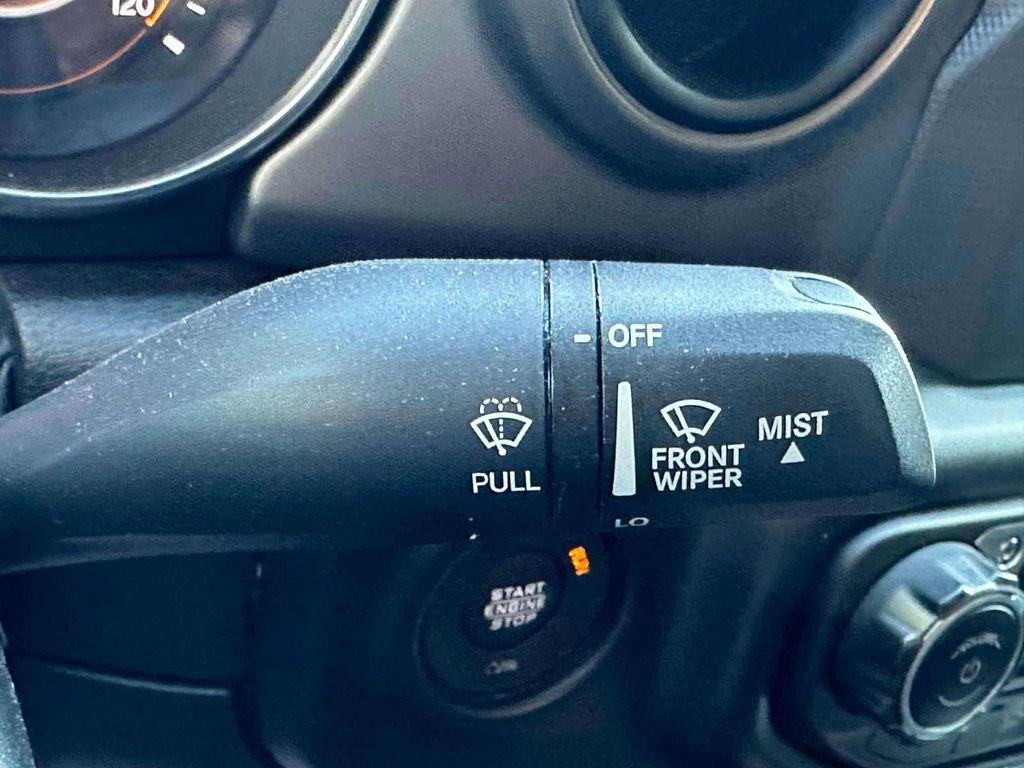 120
OFF
MIST
FRONT
WIPER
PULL
LO
START
ENGINE
STOP